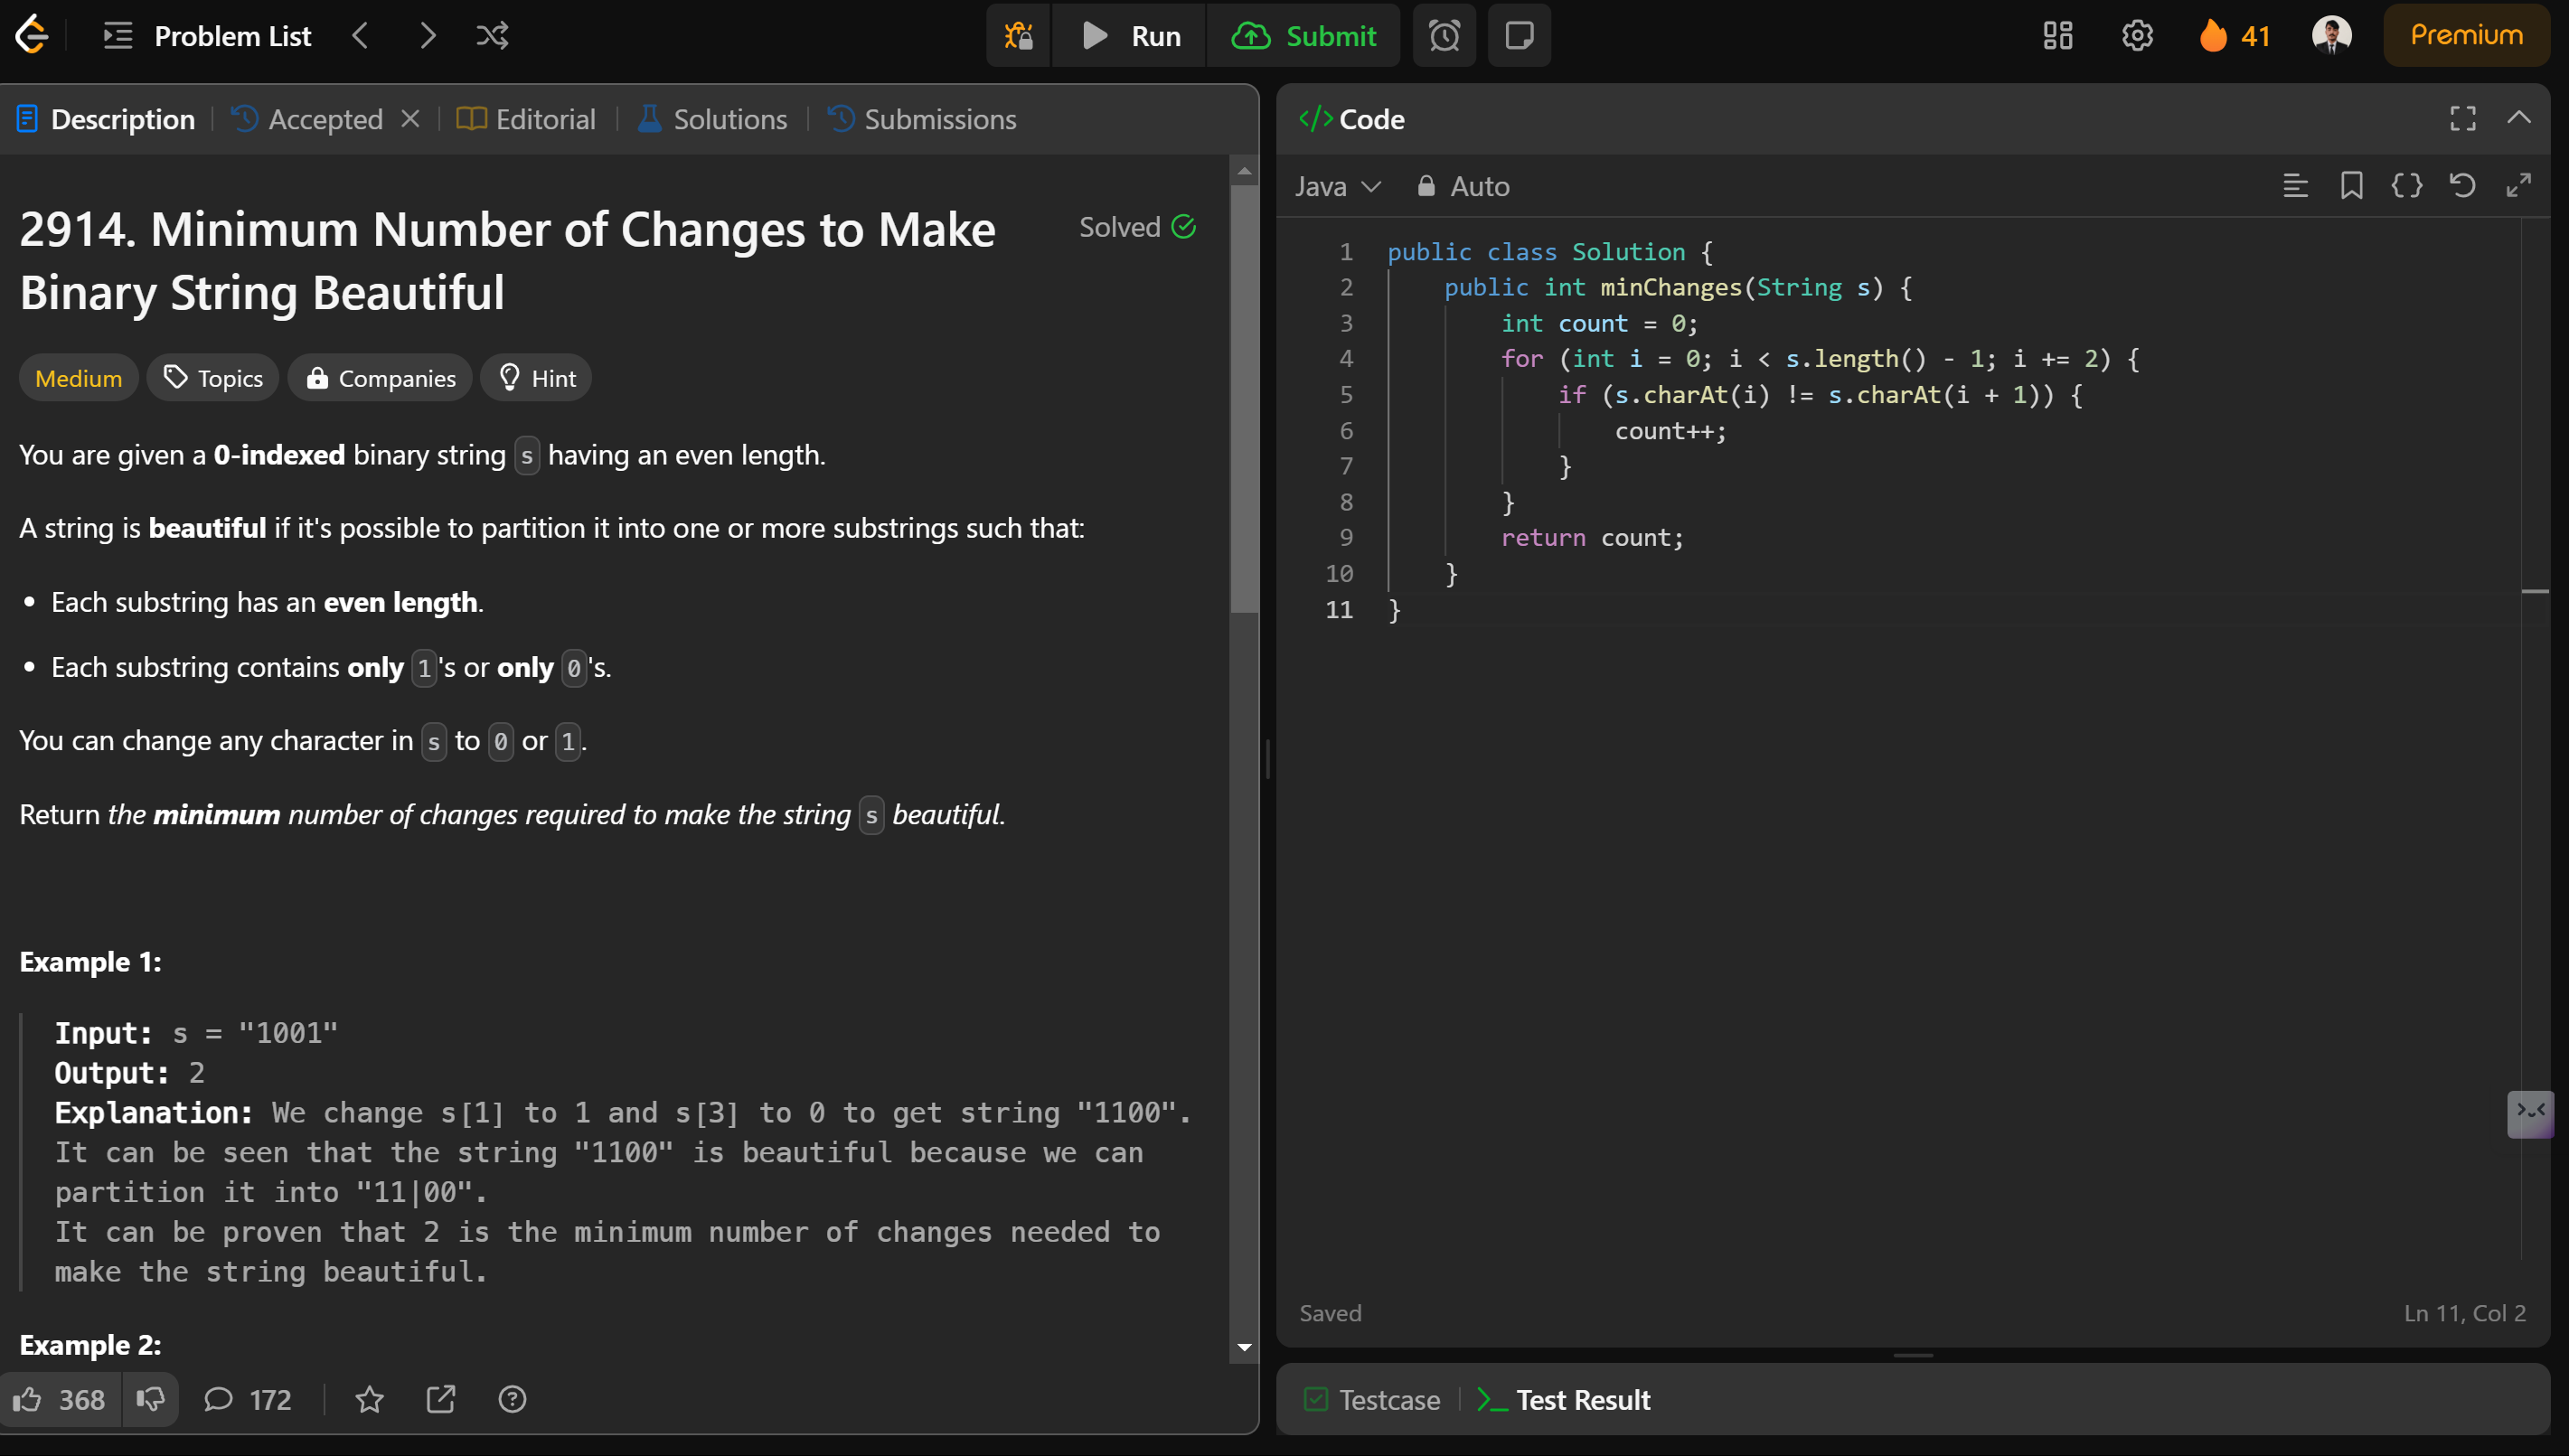 Problem List
Run
Submit
41
Premium
Description
Accepted
Editorial
Solutions
Submissions
2914. Minimum Number of Changes to Make
Binary String Beautiful
Solved
Medium
Topics
Companies
Hint
You are given a 0-indexed binary string s having an even length.
A string is beautiful if it's possible to partition it into one or more substrings such that:
• Each substring has an even length.
• Each substring contains only 1's or only 0's.
You can change any character in s to 0 or 1.
Return the minimum number of changes required to make the string s beautiful.
Example 1:
Input: s = "1001"
Output: 2
Explanation: We change s[1] to 1 and s[3] to 0 to get string "1100".
It can be seen that the string "1100" is beautiful because we can
partition it into "11|00".
It can be proven that 2 is the minimum number of changes needed to
make the string beautiful.
Example 2:
368
172
</> Code
Java
Auto
1 public class Solution {
2     public int minChanges(String s) {
3         int count = 0;
4         for (int i = 0; i < s.length() - 1; i += 2) {
5             if (s.charAt(i) != s.charAt(i + 1)) {
6                 count++;
7             }
8         }
9         return count;
10     }
11 }
Saved
Ln 11, Col 2
Testcase
Test Result